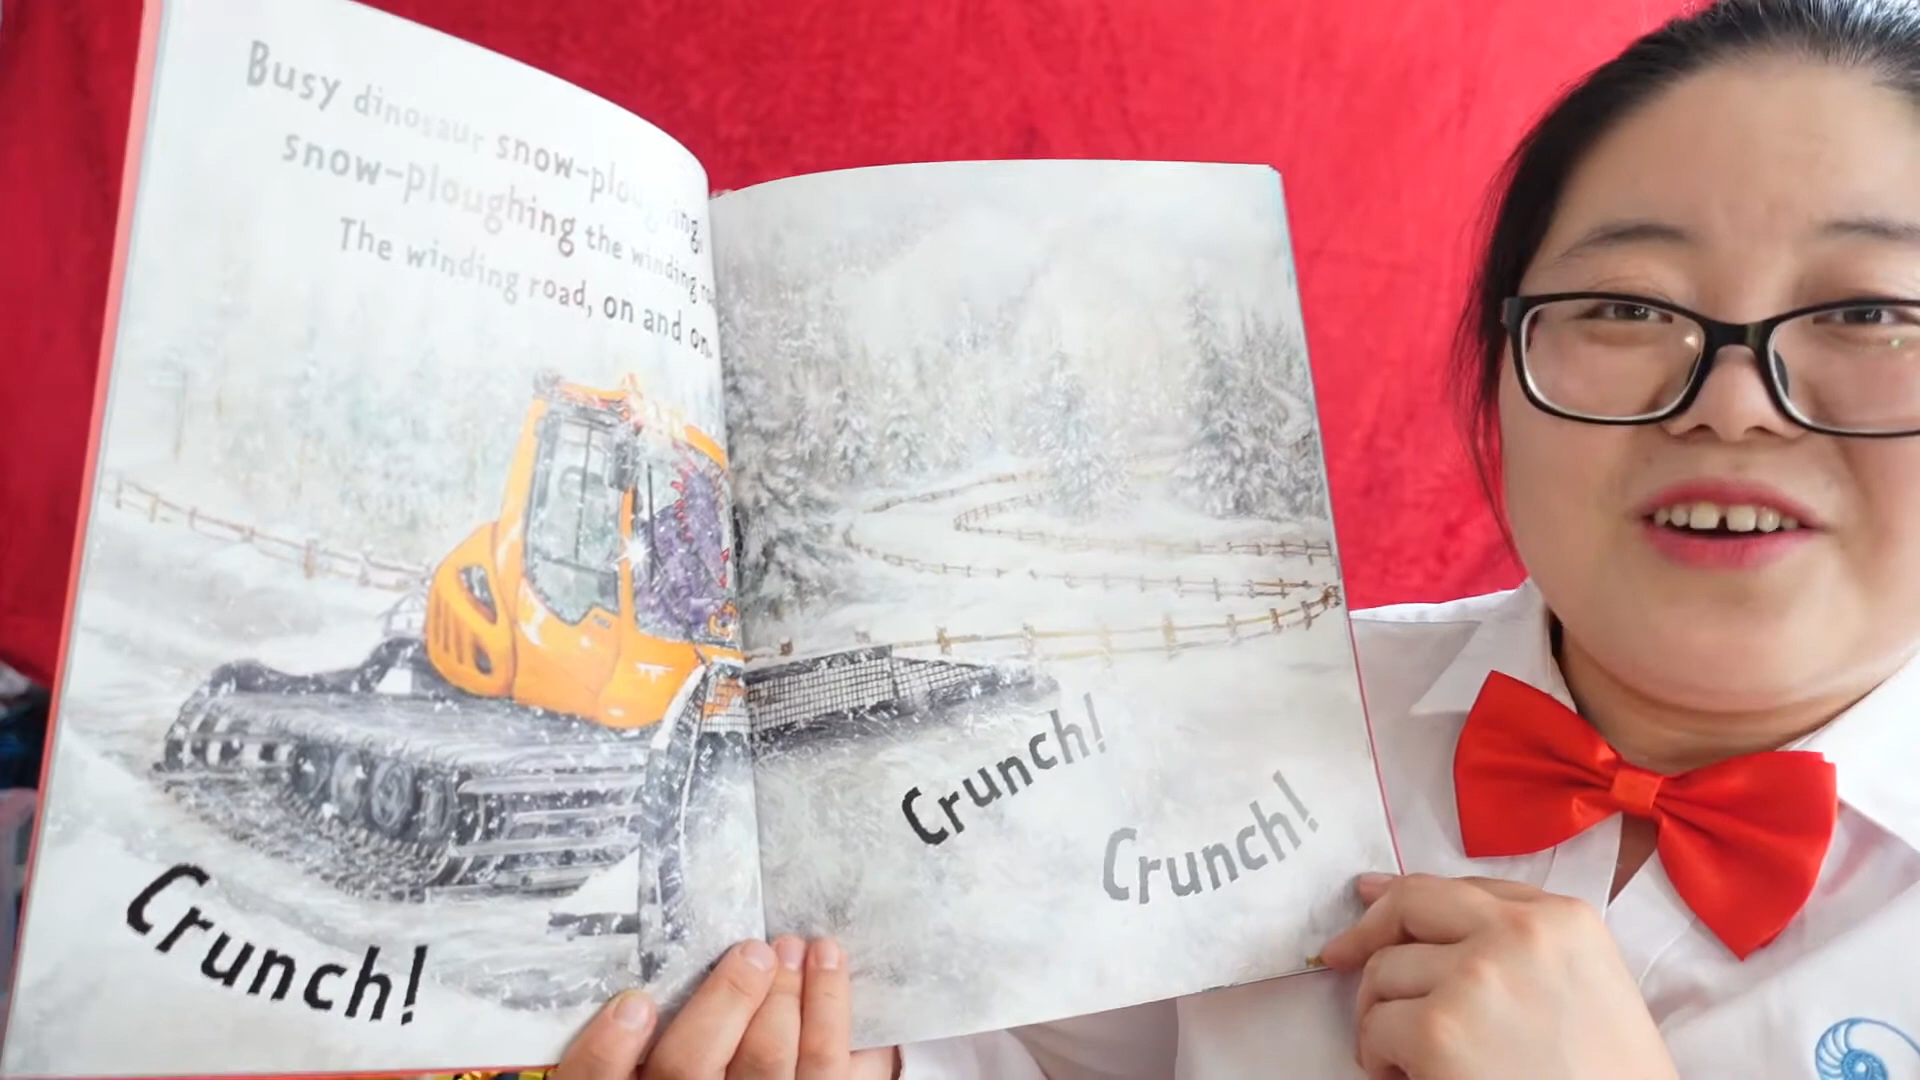 Busy dinosaur snow-ploughing,
snow-ploughing the winding
The winding road, on and on.
Crunch!
Crunch!
Crunch!